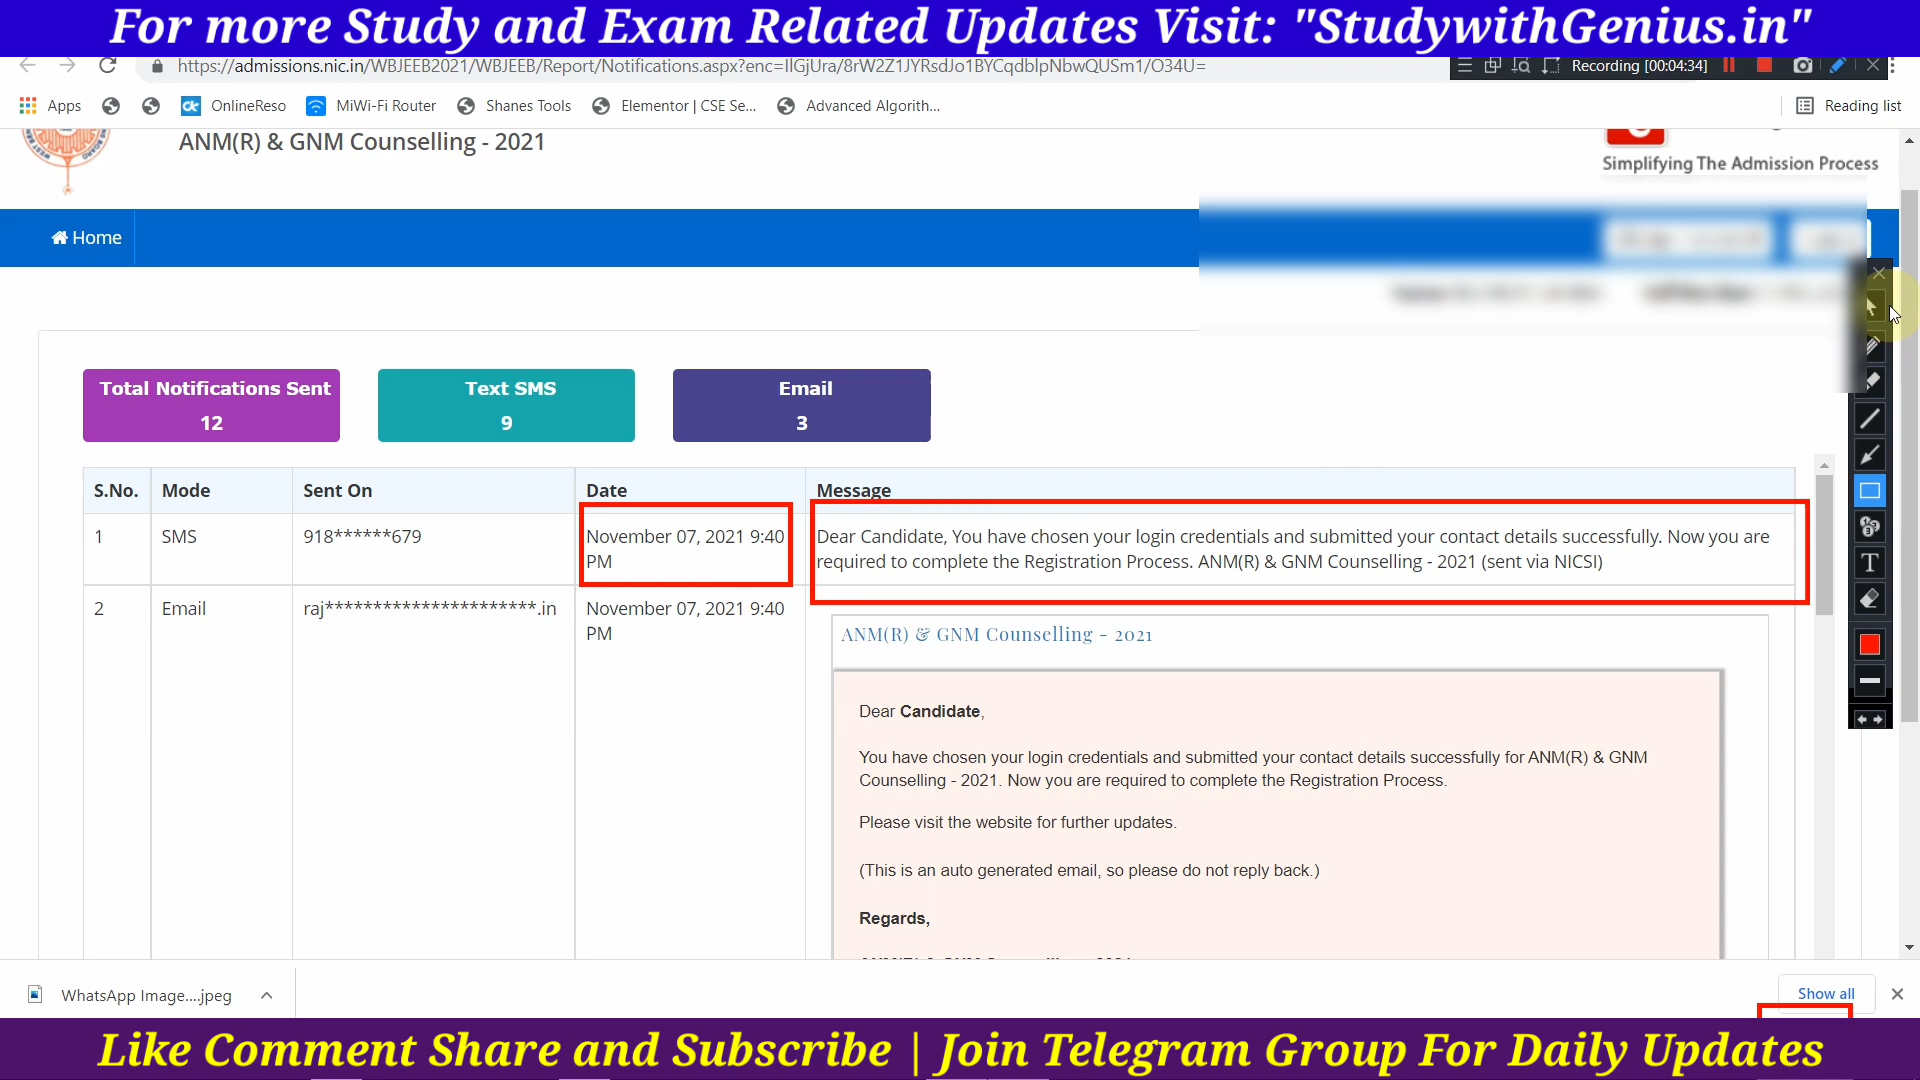 For more Study and Exam Related Updates Visit: "StudywithGenius.in"
https://admissions.nic.in/WBJEEB2021/WBJEEB/Report/Notifications.aspx?enc=IlGjUra/8rW2Z1JYRsdJo1BYCqdblpNbwQUSm1/O34U=
Recording [00:04:34]
Apps
OnlineReso
MiWi-Fi Router
Shanes Tools
Elementor | CSE Se...
Advanced Algorith...
Reading list
ANM(R) & GNM Counselling - 2021
Simplifying The Admission Process
Home
Total Notifications Sent
12
Text SMS
9
Email
3
S.No. Mode Sent On Date Message
1 SMS 918******679 November 07, 2021 9:40 Dear Candidate, You have chosen your login credentials and submitted your contact details successfully. Now you are
PM required to complete the Registration Process. ANM(R) & GNM Counselling - 2021 (sent via NICSI)
2 Email raj**********************.in November 07, 2021 9:40
PM
ANM(R) & GNM Counselling - 2021
Dear Candidate,
You have chosen your login credentials and submitted your contact details successfully for ANM(R) & GNM
Counselling - 2021. Now you are required to complete the Registration Process.
Please visit the website for further updates.
(This is an auto generated email, so please do not reply back.)
Regards,
WhatsApp Image....jpeg
Show all
Like Comment Share and Subscribe | Join Telegram Group For Daily Updates